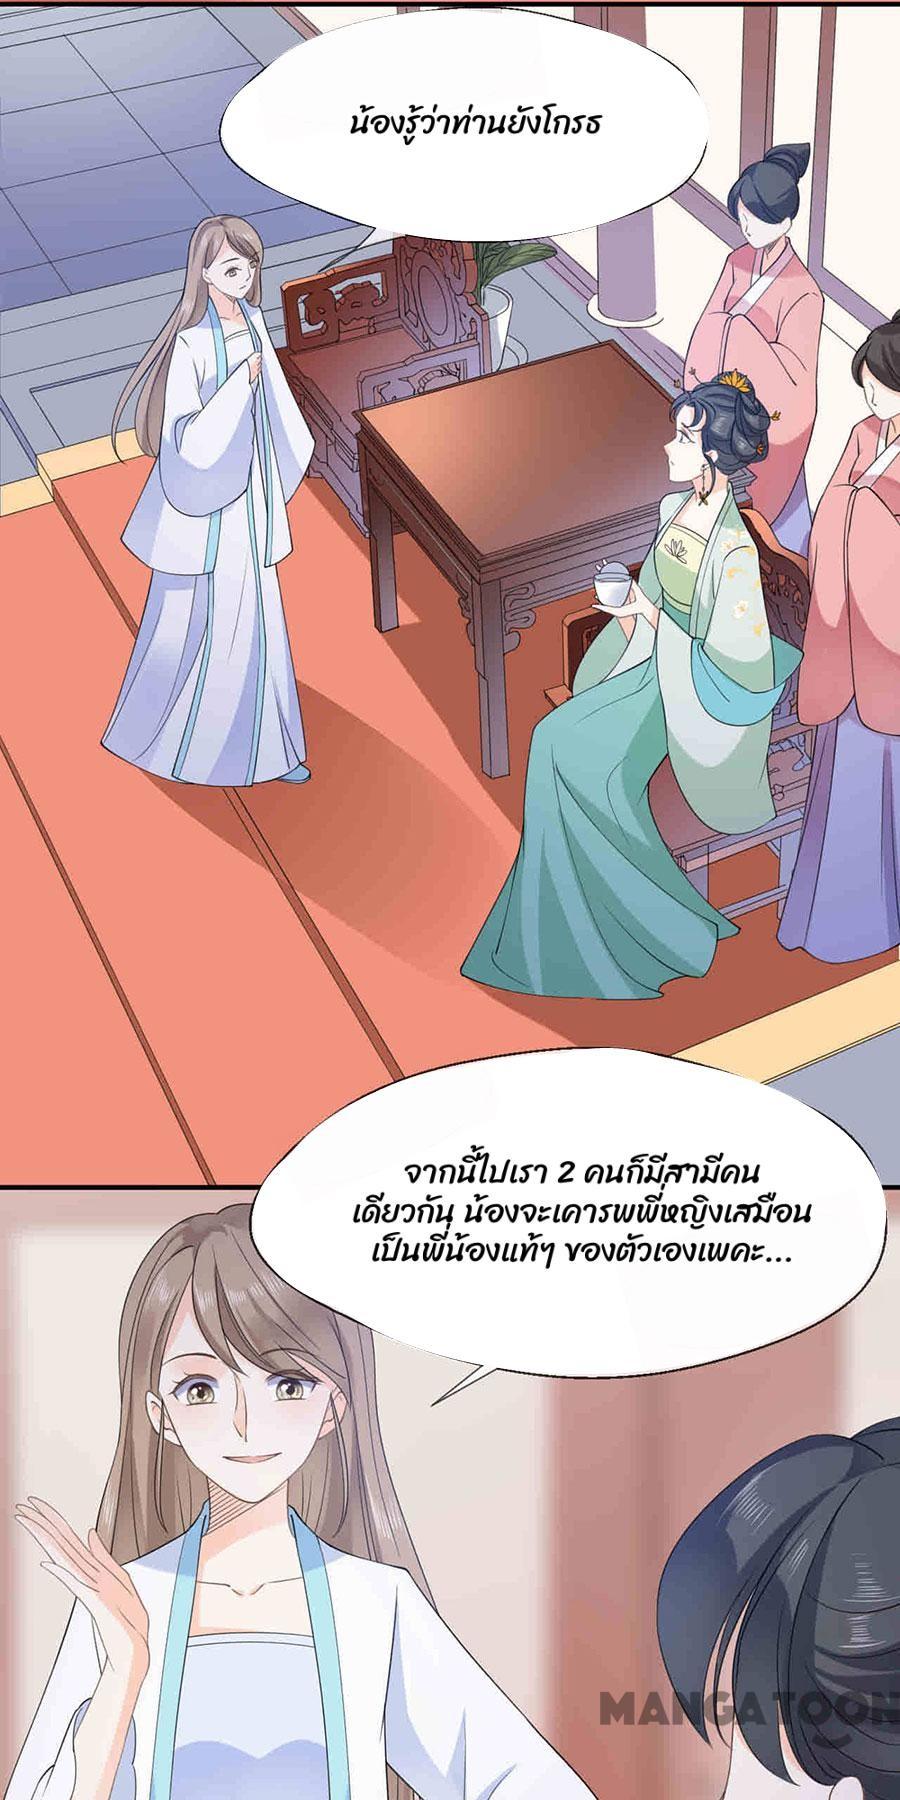 น้องรู้ว่าท่านยังโกรธ
จากนี้ไปเรา 2 คนก็มีสามีคน
เดียวกัน น้องจะเคารพพี่หญิงเสมือน
เป็นพี่น้องแท้ๆ ของตัวเองเพคะ...
MANGATOON